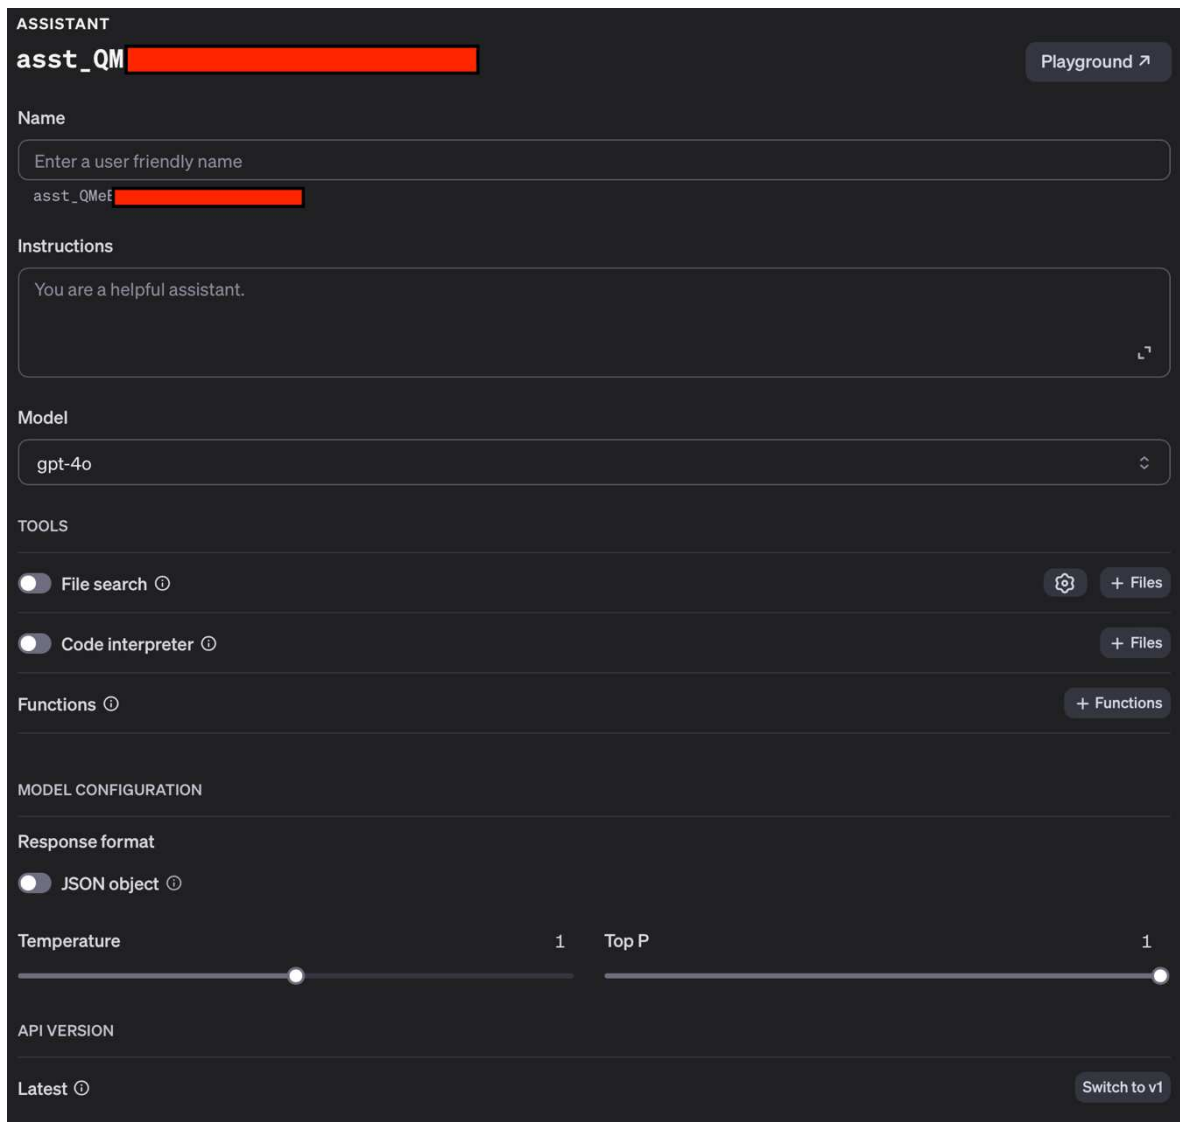 ASSISTANT
asst_QM
Playground ↗
Name
Enter a user friendly name
asst_QMeE
Instructions
You are a helpful assistant.
Model
gpt-4o
TOOLS
File search
+ Files
Code interpreter
+ Files
Functions
+ Functions
MODEL CONFIGURATION
Response format
JSON object
Temperature 1
Top P 1
API VERSION
Latest
Switch to v1